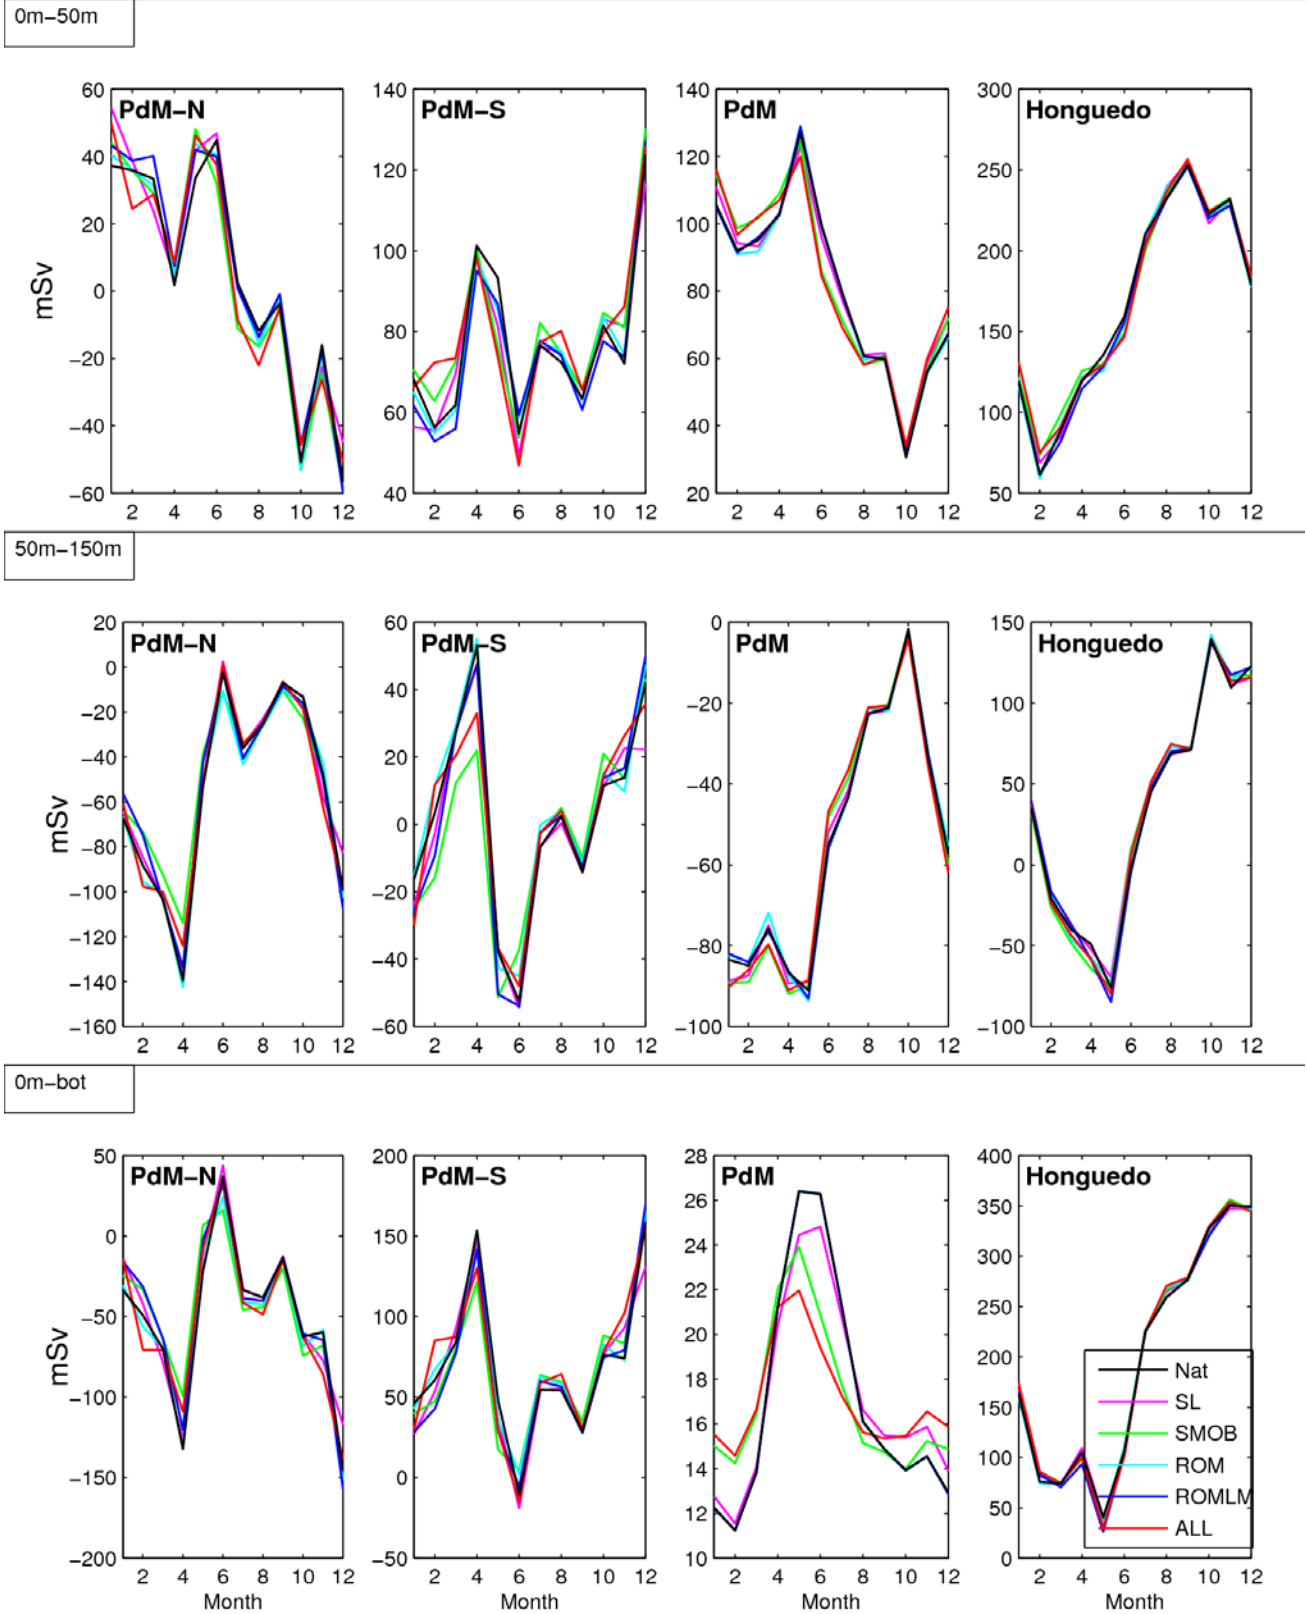 0m−50m
PdM−N
PdM−S
PdM
Honguedo
mSv
60
40
20
0
−20
−40
−60
2 4 6 8 10 12
140
120
100
80
60
40
2 4 6 8 10 12
140
120
100
80
60
40
20
2 4 6 8 10 12
300
250
200
150
100
50
2 4 6 8 10 12
50m−150m
PdM−N
PdM−S
PdM
Honguedo
mSv
20
0
−20
−40
−60
−80
−100
−120
−140
−160
2 4 6 8 10 12
60
40
20
0
−20
−40
−60
2 4 6 8 10 12
0
−20
−40
−60
−80
−100
2 4 6 8 10 12
150
100
50
0
−50
−100
2 4 6 8 10 12
0m−bot
PdM−N
PdM−S
PdM
Honguedo
mSv
50
0
−50
−100
−150
−200
2 4 6 8 10 12
Month
200
150
100
50
0
−50
2 4 6 8 10 12
Month
28
26
24
22
20
18
16
14
12
10
2 4 6 8 10 12
Month
400
350
300
250
200
150
100
50
0
2 4 6 8 10 12
Month
Nat
SL
SMOB
ROM
ROMLM
ALL